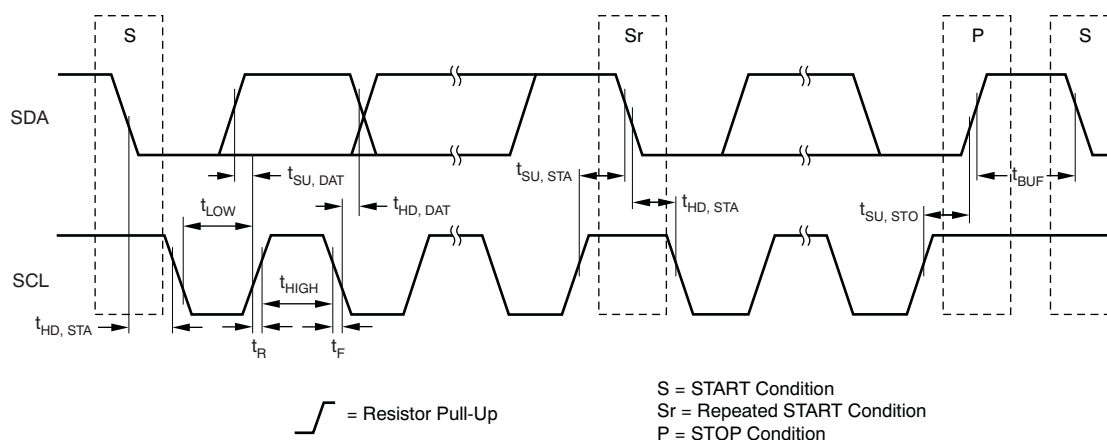 S
Sr
P
S
SDA
tSU, DAT
tSU, STA
tBUF
tLOW
tHD, DAT
tHD, STA
tSU, STO
SCL
tHIGH
tHD, STA
tR
tF
= Resistor Pull-Up
S = START Condition
Sr = Repeated START Condition
P = STOP Condition